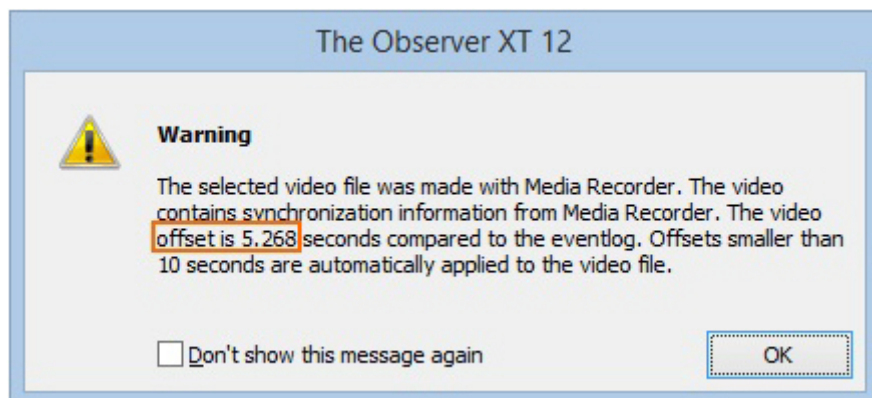 The Observer XT 12
Warning
The selected video file was made with Media Recorder. The video
contains synchronization information from Media Recorder. The video
offset is 5.268 seconds compared to the eventlog. Offsets smaller than
10 seconds are automatically applied to the video file.
Don't show this message again
OK